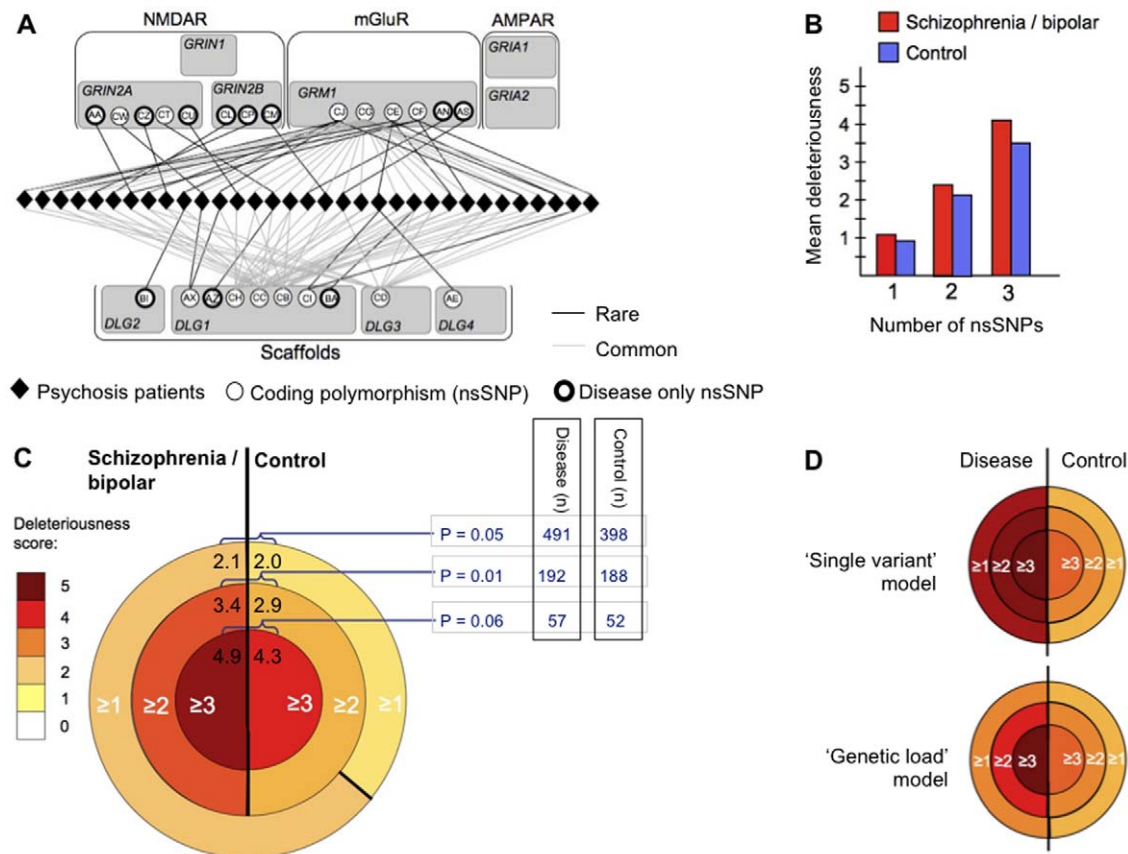 A
NMDAR
mGluR
AMPAR
GRIN1
GRIA1
GRIN2A
GRIN2B
GRM1
GRIA2
AA CW CZ CT CU CL CP CM CJ CG CE CF AN AS
BI AX AZ CH CC CB CI BA CD AE
DLG2
DLG1
DLG3
DLG4
Scaffolds
Rare
Common
Psychosis patients
Coding polymorphism (nsSNP)
Disease only nsSNP
B
Schizophrenia / bipolar
Control
Mean deleteriousness
5
4
3
2
1
1 2 3
Number of nsSNPs
C
Schizophrenia /
bipolar
Control
Disease (n)
Control (n)
Deleteriousness
score:
5
4
3
2
1
0
P = 0.05 491 398
P = 0.01 192 188
P = 0.06 57 52
2.1 2.0
3.4 2.9
4.9 4.3
≥1 ≥2 ≥3 ≥3 ≥2 ≥1
D
Disease Control
'Single variant'
model
≥1 ≥2 ≥3 ≥3 ≥2 ≥1
'Genetic load'
model
≥1 ≥2 ≥3 ≥3 ≥2 ≥1